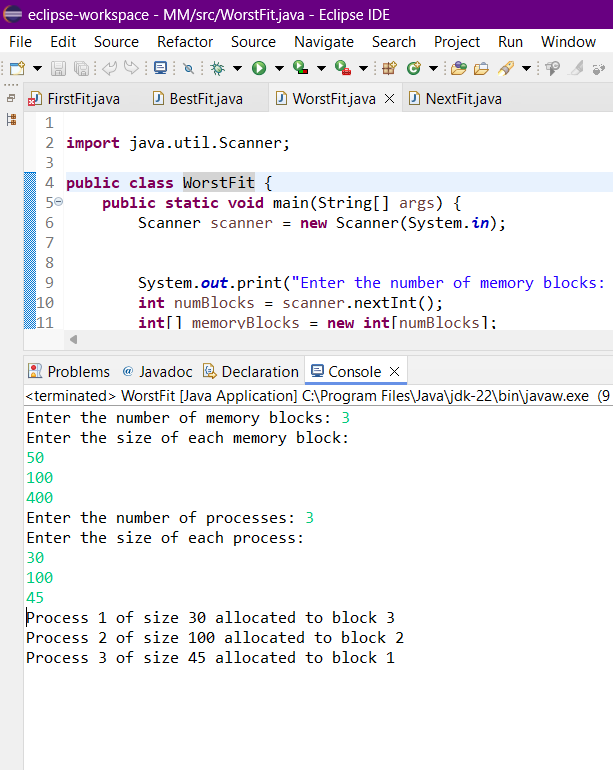 eclipse-workspace - MM/src/WorstFit.java - Eclipse IDE
File Edit Source Refactor Source Navigate Search Project Run Window
FirstFit.java BestFit.java WorstFit.java NextFit.java
1
2 import java.util.Scanner;
3
4 public class WorstFit {
5 public static void main(String[] args) {
6 Scanner scanner = new Scanner(System.in);
7
8
9 System.out.print("Enter the number of memory blocks:
10 int numBlocks = scanner.nextInt();
11 int[] memoryBlocks = new int[numBlocks];
Problems Javadoc Declaration Console
<terminated> WorstFit [Java Application] C:\Program Files\Java\jdk-22\bin\javaw.exe (9
Enter the number of memory blocks: 3
Enter the size of each memory block:
50
100
400
Enter the number of processes: 3
Enter the size of each process:
30
100
45
Process 1 of size 30 allocated to block 3
Process 2 of size 100 allocated to block 2
Process 3 of size 45 allocated to block 1